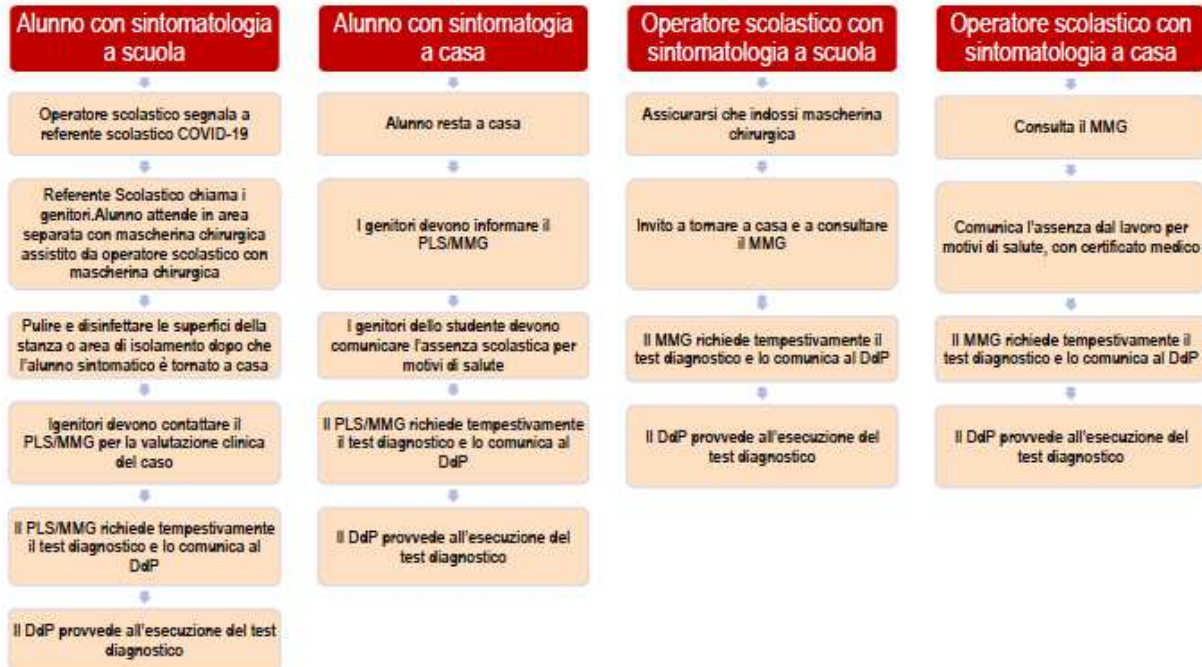 Alunno con sintomatologia
a scuola
Operatore scolastico segnala a
referente scolastico COVID-19
Referente Scolastico chiama i
genitori.Alunno attende in area
separata con mascherina chirurgica
assistito da operatore scolastico con
mascherina chirurgica
Pulire e disinfettare le superfici della
stanza o area di isolamento dopo che
l'alunno sintomatico è tornato a casa
Igenitori devono contattare il
PLS/MMG per la valutazione clinica
del caso
Il PLS/MMG richiede tempestivamente
il test diagnostico e lo comunica al
DdP
Il DdP provvede all'esecuzione del test
diagnostico
Alunno con sintomatogia
a casa
Alunno resta a casa
I genitori devono informare il
PLS/MMG
I genitori dello studente devono
comunicare l'assenza scolastica per
motivi di salute
Il PLS/MMG richiede tempestivamente
il test diagnostico e lo comunica al
DdP
Il DdP provvede all'esecuzione del
test diagnostico
Operatore scolastico con
sintomatologia a scuola
Assicurarsi che indossi mascherina
chirurgica
Invito a tornare a casa e a consultare
il MMG
Il MMG richiede tempestivamente il
test diagnostico e lo comunica al DdP
Il DdP provvede all'esecuzione del
test diagnostico
Operatore scolastico con
sintomatologia a casa
Consulta il MMG
Comunica l'assenza dal lavoro per
motivi di salute, con certificato medico
Il MMG richiede tempestivamente il
test diagnostico e lo comunica al DdP
Il DdP provvede all'esecuzione del
test diagnostico